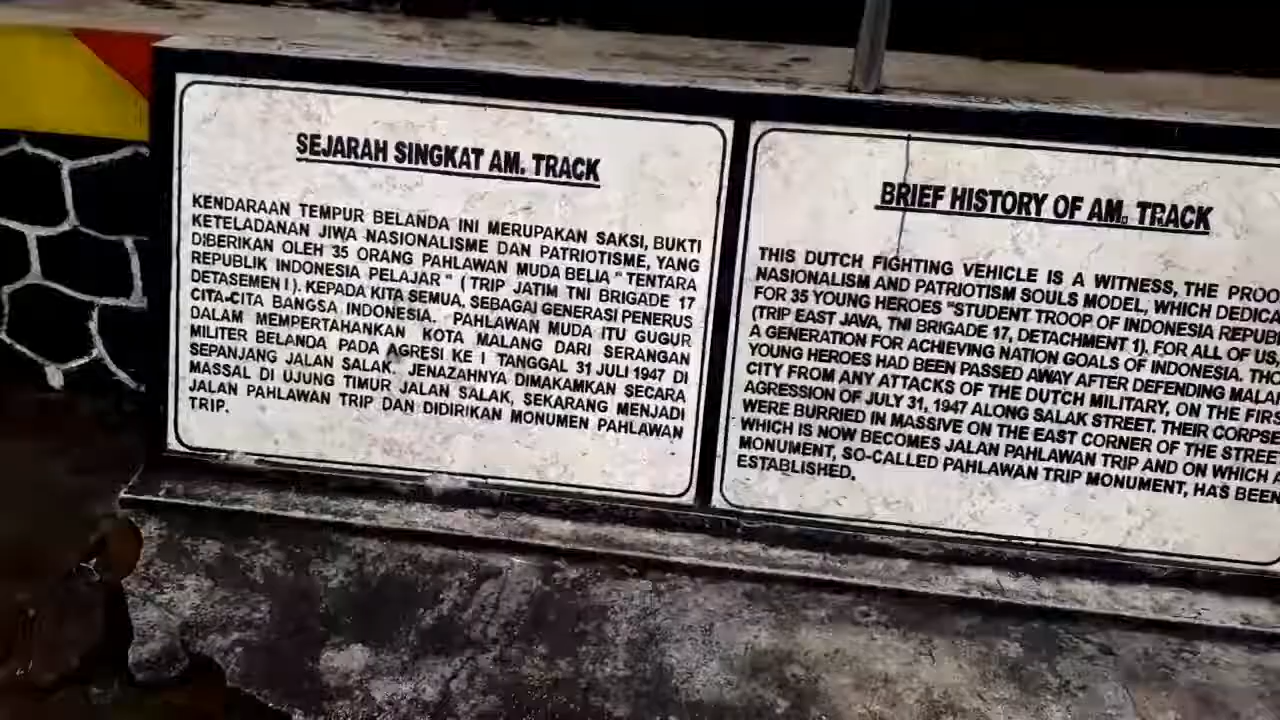 SEJARAH SINGKAT AM. TRACK
KENDARAAN TEMPUR BELANDA INI MERUPAKAN SAKSI, BUKTI
KETELADANAN JIWA NASIONALISME DAN PATRIOTISME, YANG
DIBERIKAN OLEH 35 ORANG PAHLAWAN MUDA BELIA " TENTARA
REPUBLIK INDONESIA PELAJAR " ( TRIP JATIM TNI BRIGADE 17
DETASEMEN I ). KEPADA KITA SEMUA, SEBAGAI GENERASI PENERUS
CITA-CITA BANGSA INDONESIA. PAHLAWAN MUDA ITU GUGUR
DALAM MEMPERTAHANKAN KOTA MALANG DARI SERANGAN
MILITER BELANDA PADA AGRESI KE I TANGGAL 31 JULI 1947 DI
SEPANJANG JALAN SALAK. JENAZAHNYA DIMAKAMKAN SECARA
MASSAL DI UJUNG TIMUR JALAN SALAK, SEKARANG MENJADI
JALAN PAHLAWAN TRIP DAN DIDIRIKAN MONUMEN PAHLAWAN
TRIP.
BRIEF HISTORY OF AM. TRACK
THIS DUTCH FIGHTING VEHICLE IS A WITNESS, THE PROO
NASIONALISM AND PATRIOTISM SOULS MODEL, WHICH DEDICA
FOR 35 YOUNG HEROES "STUDENT TROOP OF INDONESIA REPUB
(TRIP EAST JAVA, TNI BRIGADE 17, DETACHMENT 1). FOR ALL OF US
A GENERATION FOR ACHIEVING NATION GOALS OF INDONESIA. THO
YOUNG HEROES HAD BEEN PASSED AWAY AFTER DEFENDING MALA
CITY FROM ANY ATTACKS OF THE DUTCH MILITARY, ON THE FIRS
AGRESSION OF JULY 31, 1947 ALONG SALAK STREET. THEIR CORPSE
WERE BURRIED IN MASSIVE ON THE EAST CORNER OF THE STREET
WHICH IS NOW BECOMES JALAN PAHLAWAN TRIP AND ON WHICH A
MONUMENT, SO-CALLED PAHLAWAN TRIP MONUMENT, HAS BEEN
ESTABLISHED.